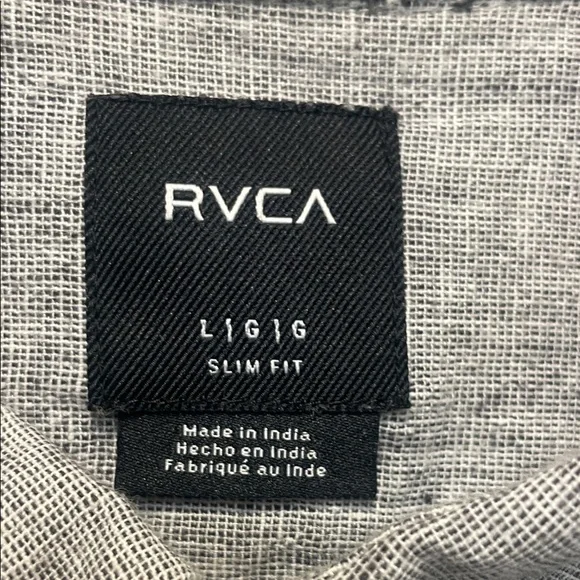 RVCA
L|G|G
SLIM FIT
Made in India
Hecho en India
Fabriqué au Inde